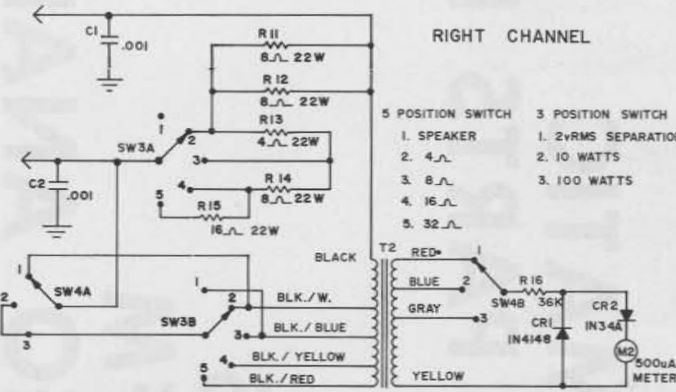 RIGHT CHANNEL
C1
.001
R11
8Ω 22W
R12
8Ω 22W
R13
4Ω 22W
SW3A
1
2
3
4
5
R14
8Ω 22W
R15
16Ω 22W
C2
.001
5 POSITION SWITCH
1. SPEAKER
2. 4Ω
3. 8Ω
4. 16Ω
5. 32Ω
3 POSITION SWITCH
1. 2vRMS SEPARATION
2. 10 WATTS
3. 100 WATTS
1
2
3
SW4A
SW3B
1
2
3
4
5
BLACK
BLK./W.
BLK./BLUE
BLK./YELLOW
BLK./RED
T2
RED
BLUE
GRAY
YELLOW
1
2
3
SW4B
R16
36K
CR1
IN4148
CR2
IN34A
M2
500uA
METER